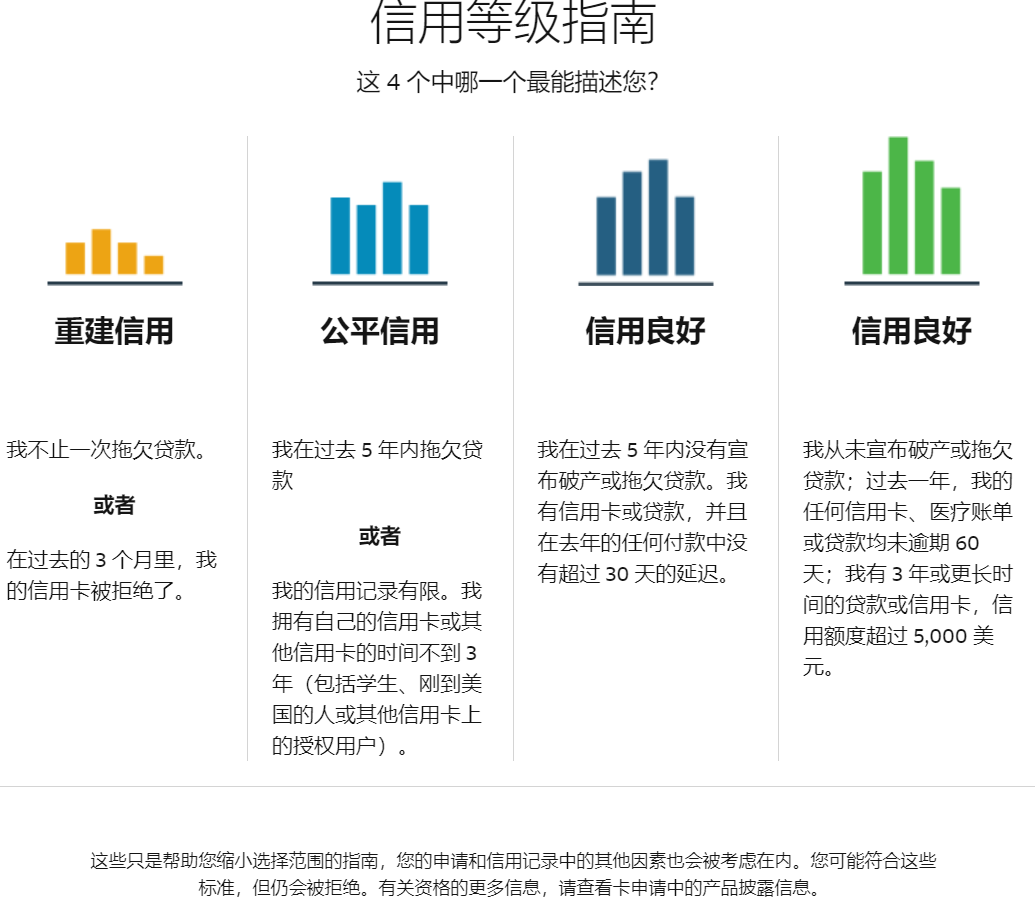 信用等级指南
这 4 个中哪一个最能描述您？
重建信用
我不止一次拖欠贷款。
或者
在过去的 3 个月里，我
的信用卡被拒绝了。
公平信用
我在过去 5 年内拖欠贷
款
或者
我的信用记录有限。我
拥有自己的信用卡或其
他信用卡的时间不到 3
年（包括学生、刚到美
国的人或其他信用卡上
的授权用户）。
信用良好
我在过去 5 年内没有宣
布破产或拖欠贷款。我
有信用卡或贷款，并且
在去年的任何付款中没
有超过 30 天的延迟。
信用良好
我从未宣布破产或拖欠
贷款；过去一年，我的
任何信用卡、医疗账单
或贷款均未逾期 60
天；我有 3 年或更长时
间的贷款或信用卡，信
用额度超过 5,000 美
元。
这些只是帮助您缩小选择范围的指南，您的申请和信用记录中的其他因素也会被考虑在内。您可能符合这些
标准，但仍会被拒绝。有关资格的更多信息，请查看卡申请中的产品披露信息。